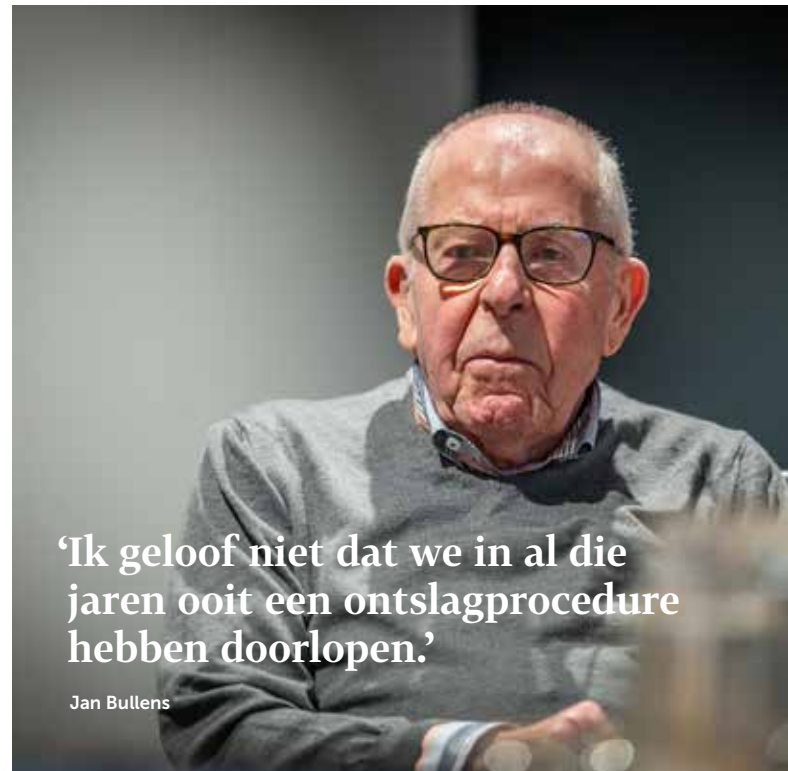 ‘Ik geloof niet dat we in al die
jaren ooit een ontslagprocedure
hebben doorlopen.’
Jan Bullens